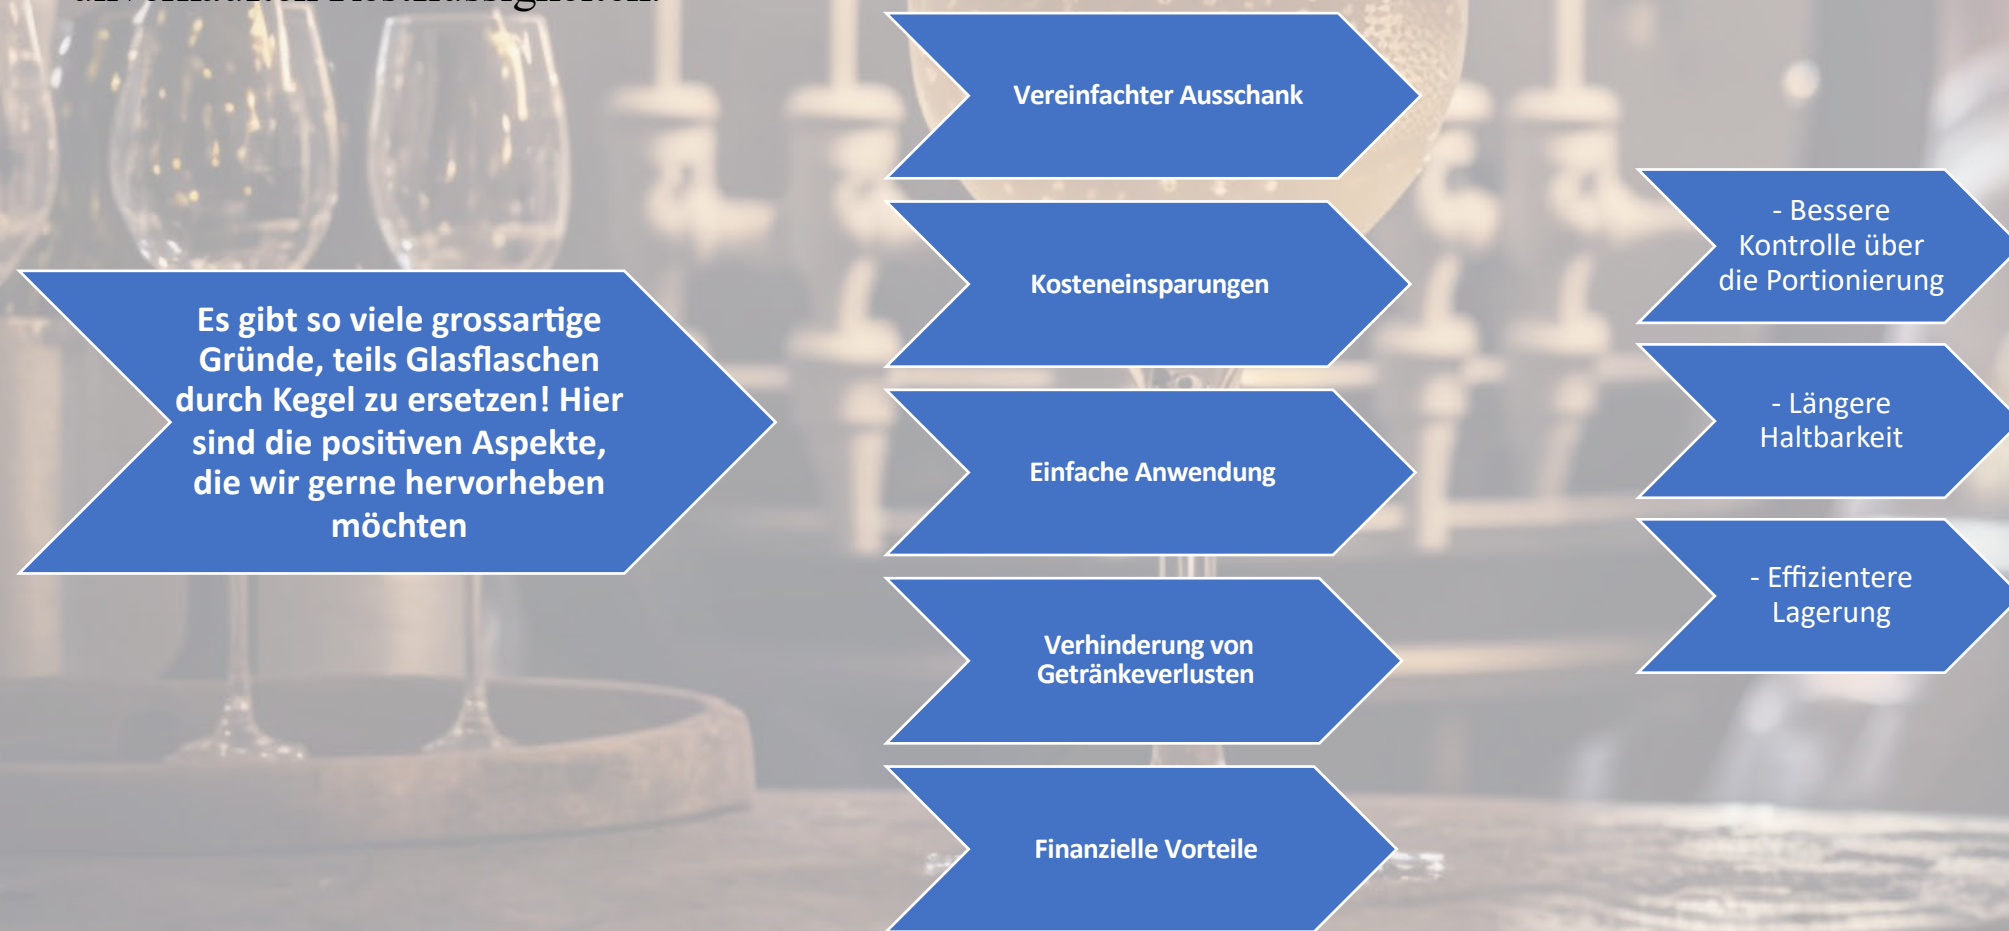 Es gibt so viele grossartige
Gründe, teils Glasflaschen
durch Kegel zu ersetzen! Hier
sind die positiven Aspekte,
die wir gerne hervorheben
möchten
Vereinfachter Ausschank
Kosteneinsparungen
Einfache Anwendung
Verhinderung von
Getränkeverlusten
Finanzielle Vorteile
- Bessere
Kontrolle über
die Portionierung
- Längere
Haltbarkeit
- Effizientere
Lagerung